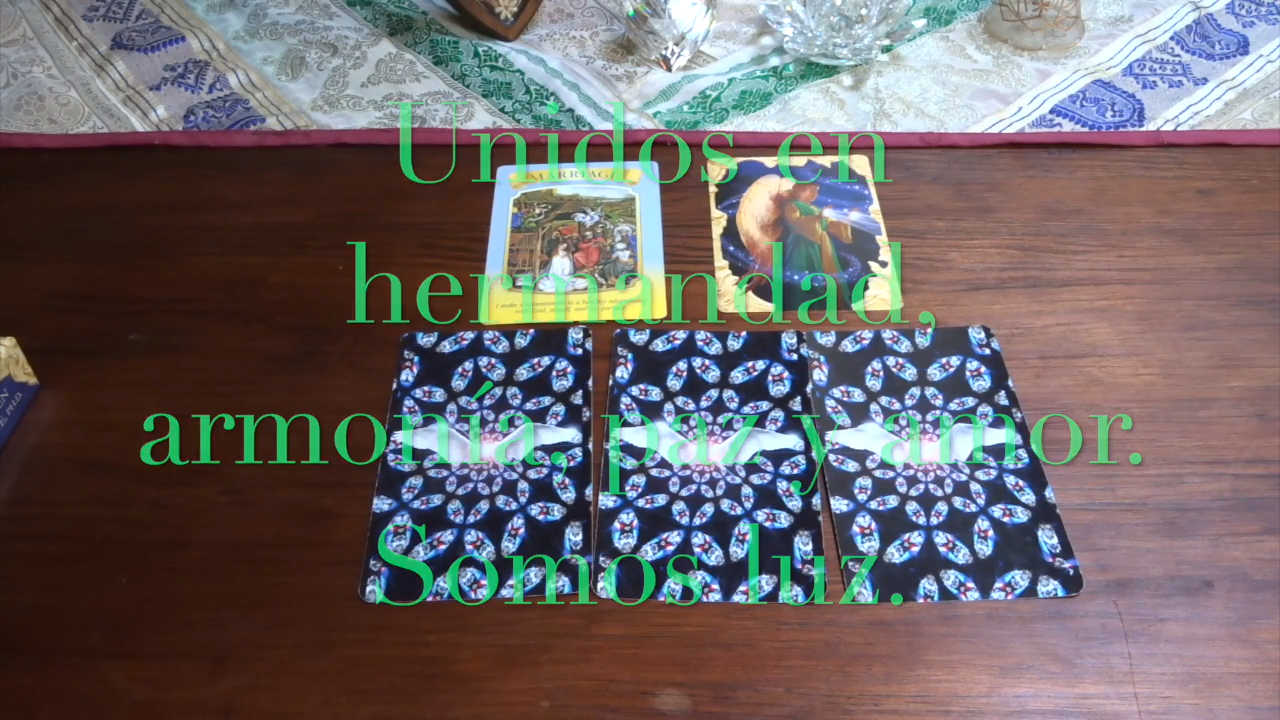 Unidos en
MARRIAGE
hermandad,
armonía, paz y amor.
Somos luz.